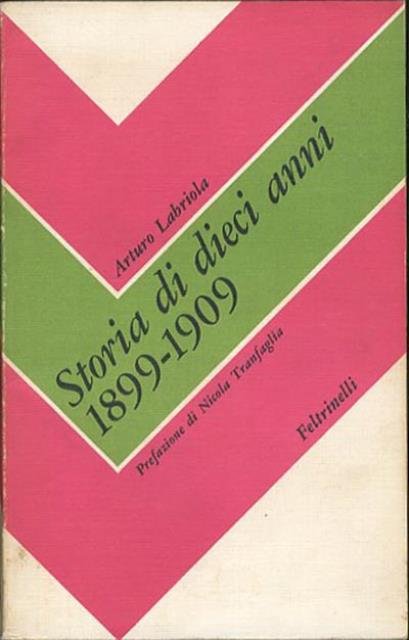 Arturo Labriola
Storia di dieci anni
1899-1909
Prefazione di Nicola Tranfaglia
Feltrinelli